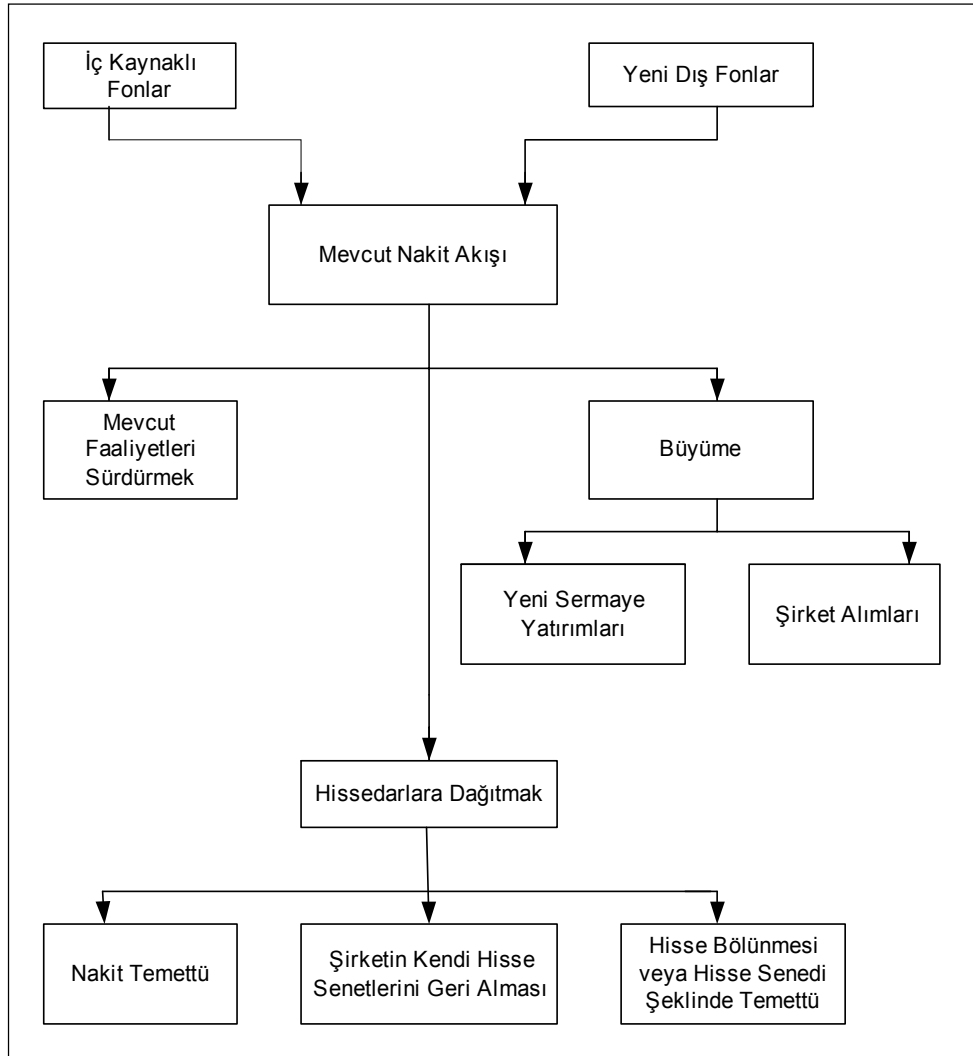 İç Kaynaklı
Fonlar
Yeni Dış Fonlar
Mevcut Nakit Akışı
Mevcut
Faaliyetleri
Sürdürmek
Büyüme
Yeni Sermaye
Yatırımları
Şirket Alımları
Hissedarlara Dağıtmak
Nakit Temettü
Şirketin Kendi Hisse
Senetlerini Geri Alması
Hisse Bölünmesi
veya Hisse Senedi
Şeklinde Temettü